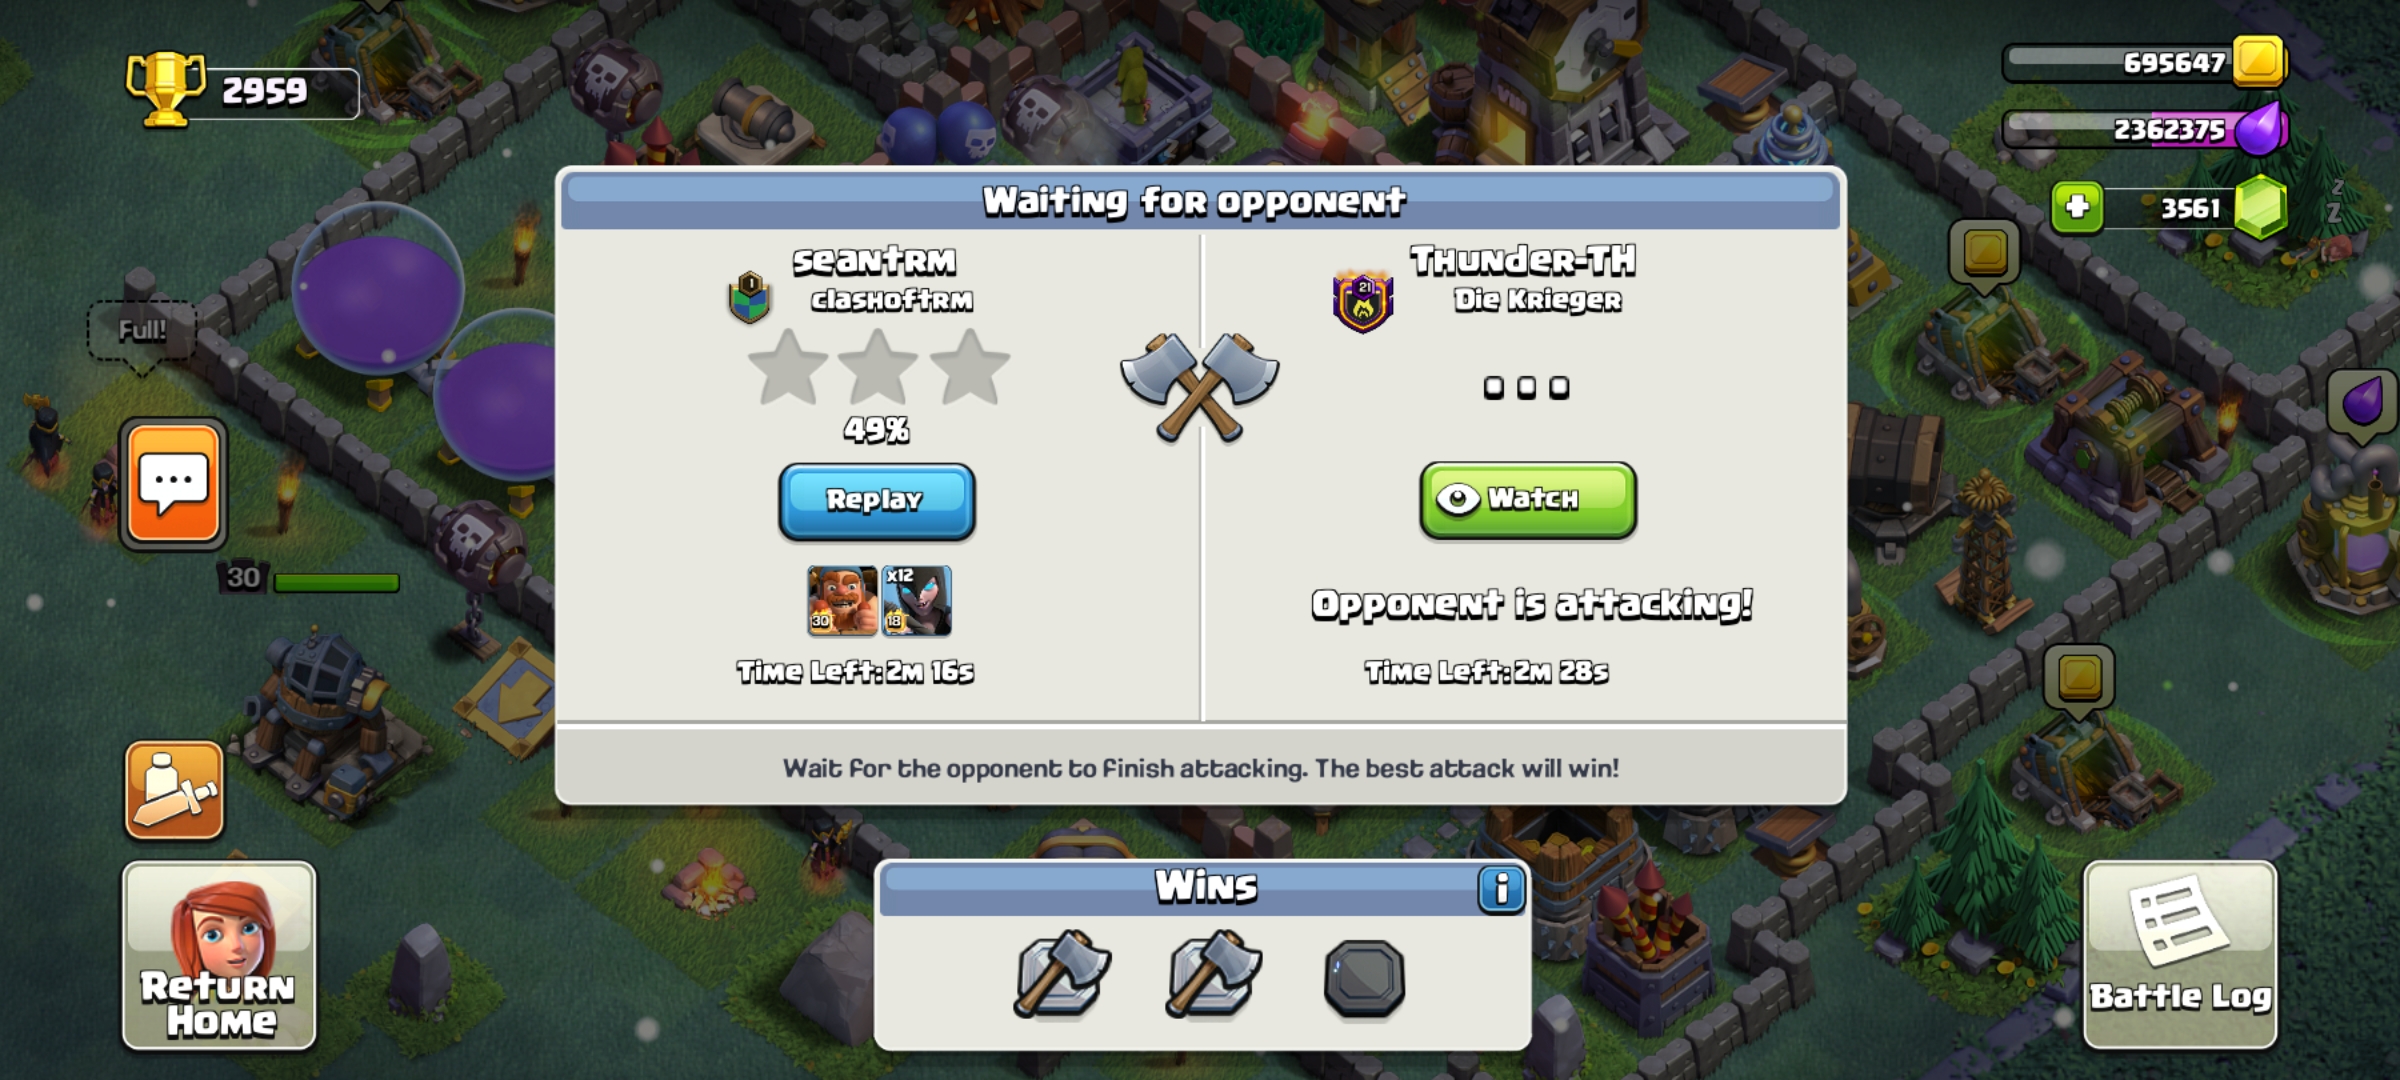 2959
695647
2362375
3561
Full!
30
Waiting for opponent
seantrm
clashoftrm
1
49%
Replay
x12
30
18
Time Left:2m 16s
Thunder-TH
Die Krieger
21
Watch
Opponent is attacking!
Time Left:2m 28s
Wait for the opponent to finish attacking. The best attack will win!
Wins
i
Return
Home
Battle Log
VIII
z
Z